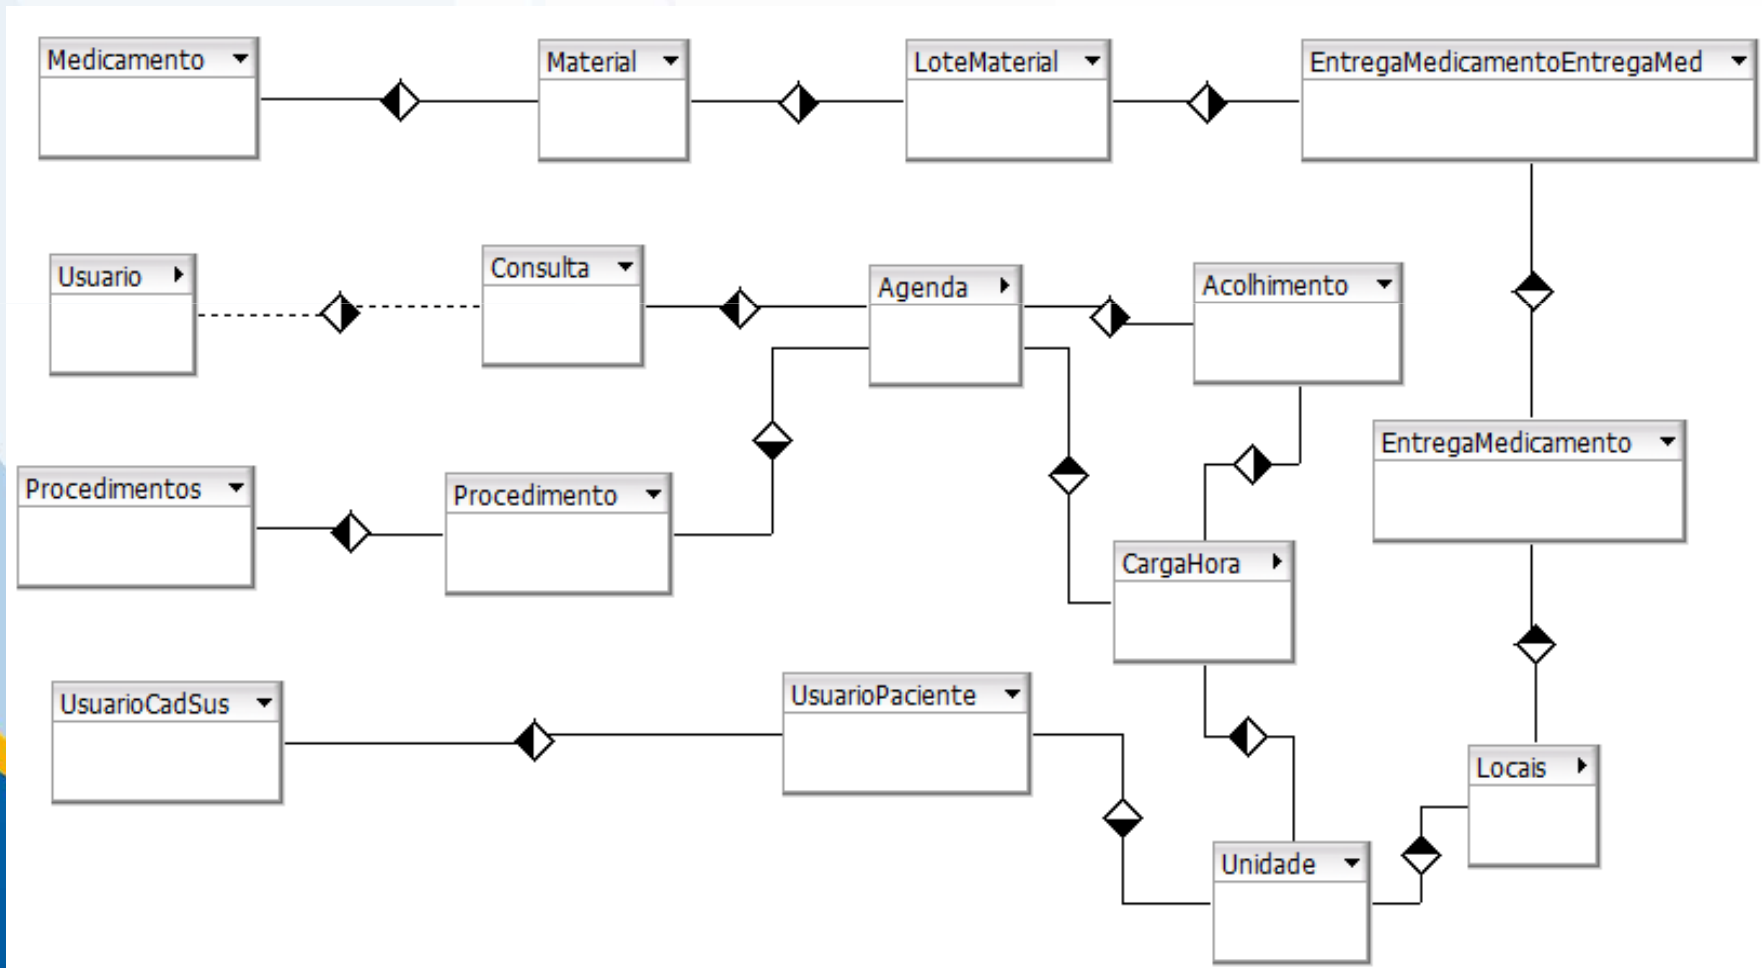 Medicamento
Material
LoteMaterial
EntregaMedicamentoEntregaMed
Usuario
Consulta
Agenda
Acolhimento
EntregaMedicamento
Procedimentos
Procedimento
CargaHora
UsuarioCadSus
UsuarioPaciente
Locais
Unidade